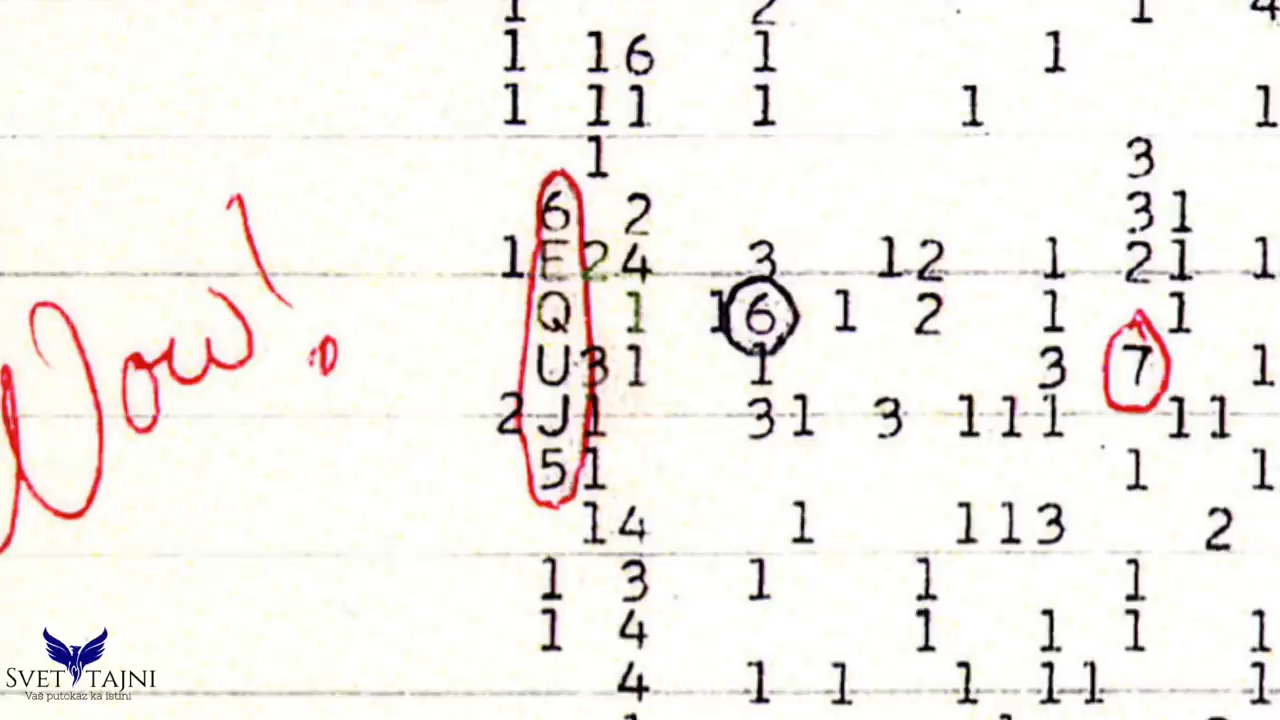 1 2 1 4
1 16 1 1
1 11 1 1 1
1 3
6 2 31
1E24 3 12 1 21 1
Q 1 16 1 2 1 1
U31 1 3 7 1
2J1 31 3 111 11
51 1 1
14 1 113 2
1 3 1 1 1
1 4 1 1 1 1
4 1 1 1 11 1
Wow!
SVET TAJNI
Vaš putokaz ka istini